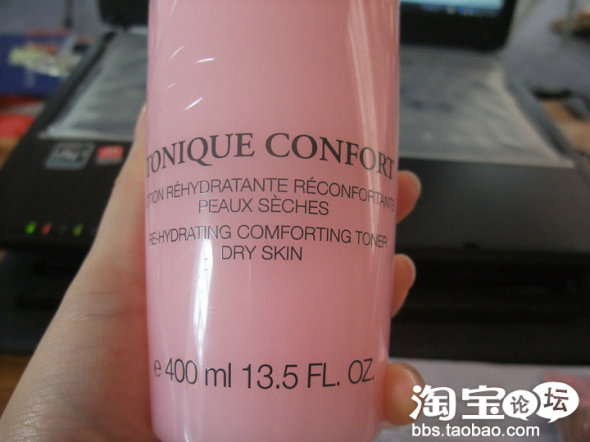 TONIQUE CONFORT
RÉHYDRATANTE RÉCONFORTANTE
PEAUX SÈCHES
RE-HYDRATING COMFORTING TONER
DRY SKIN
e 400 ml 13.5 FL. OZ.
淘宝论坛
bbs.taobao.com